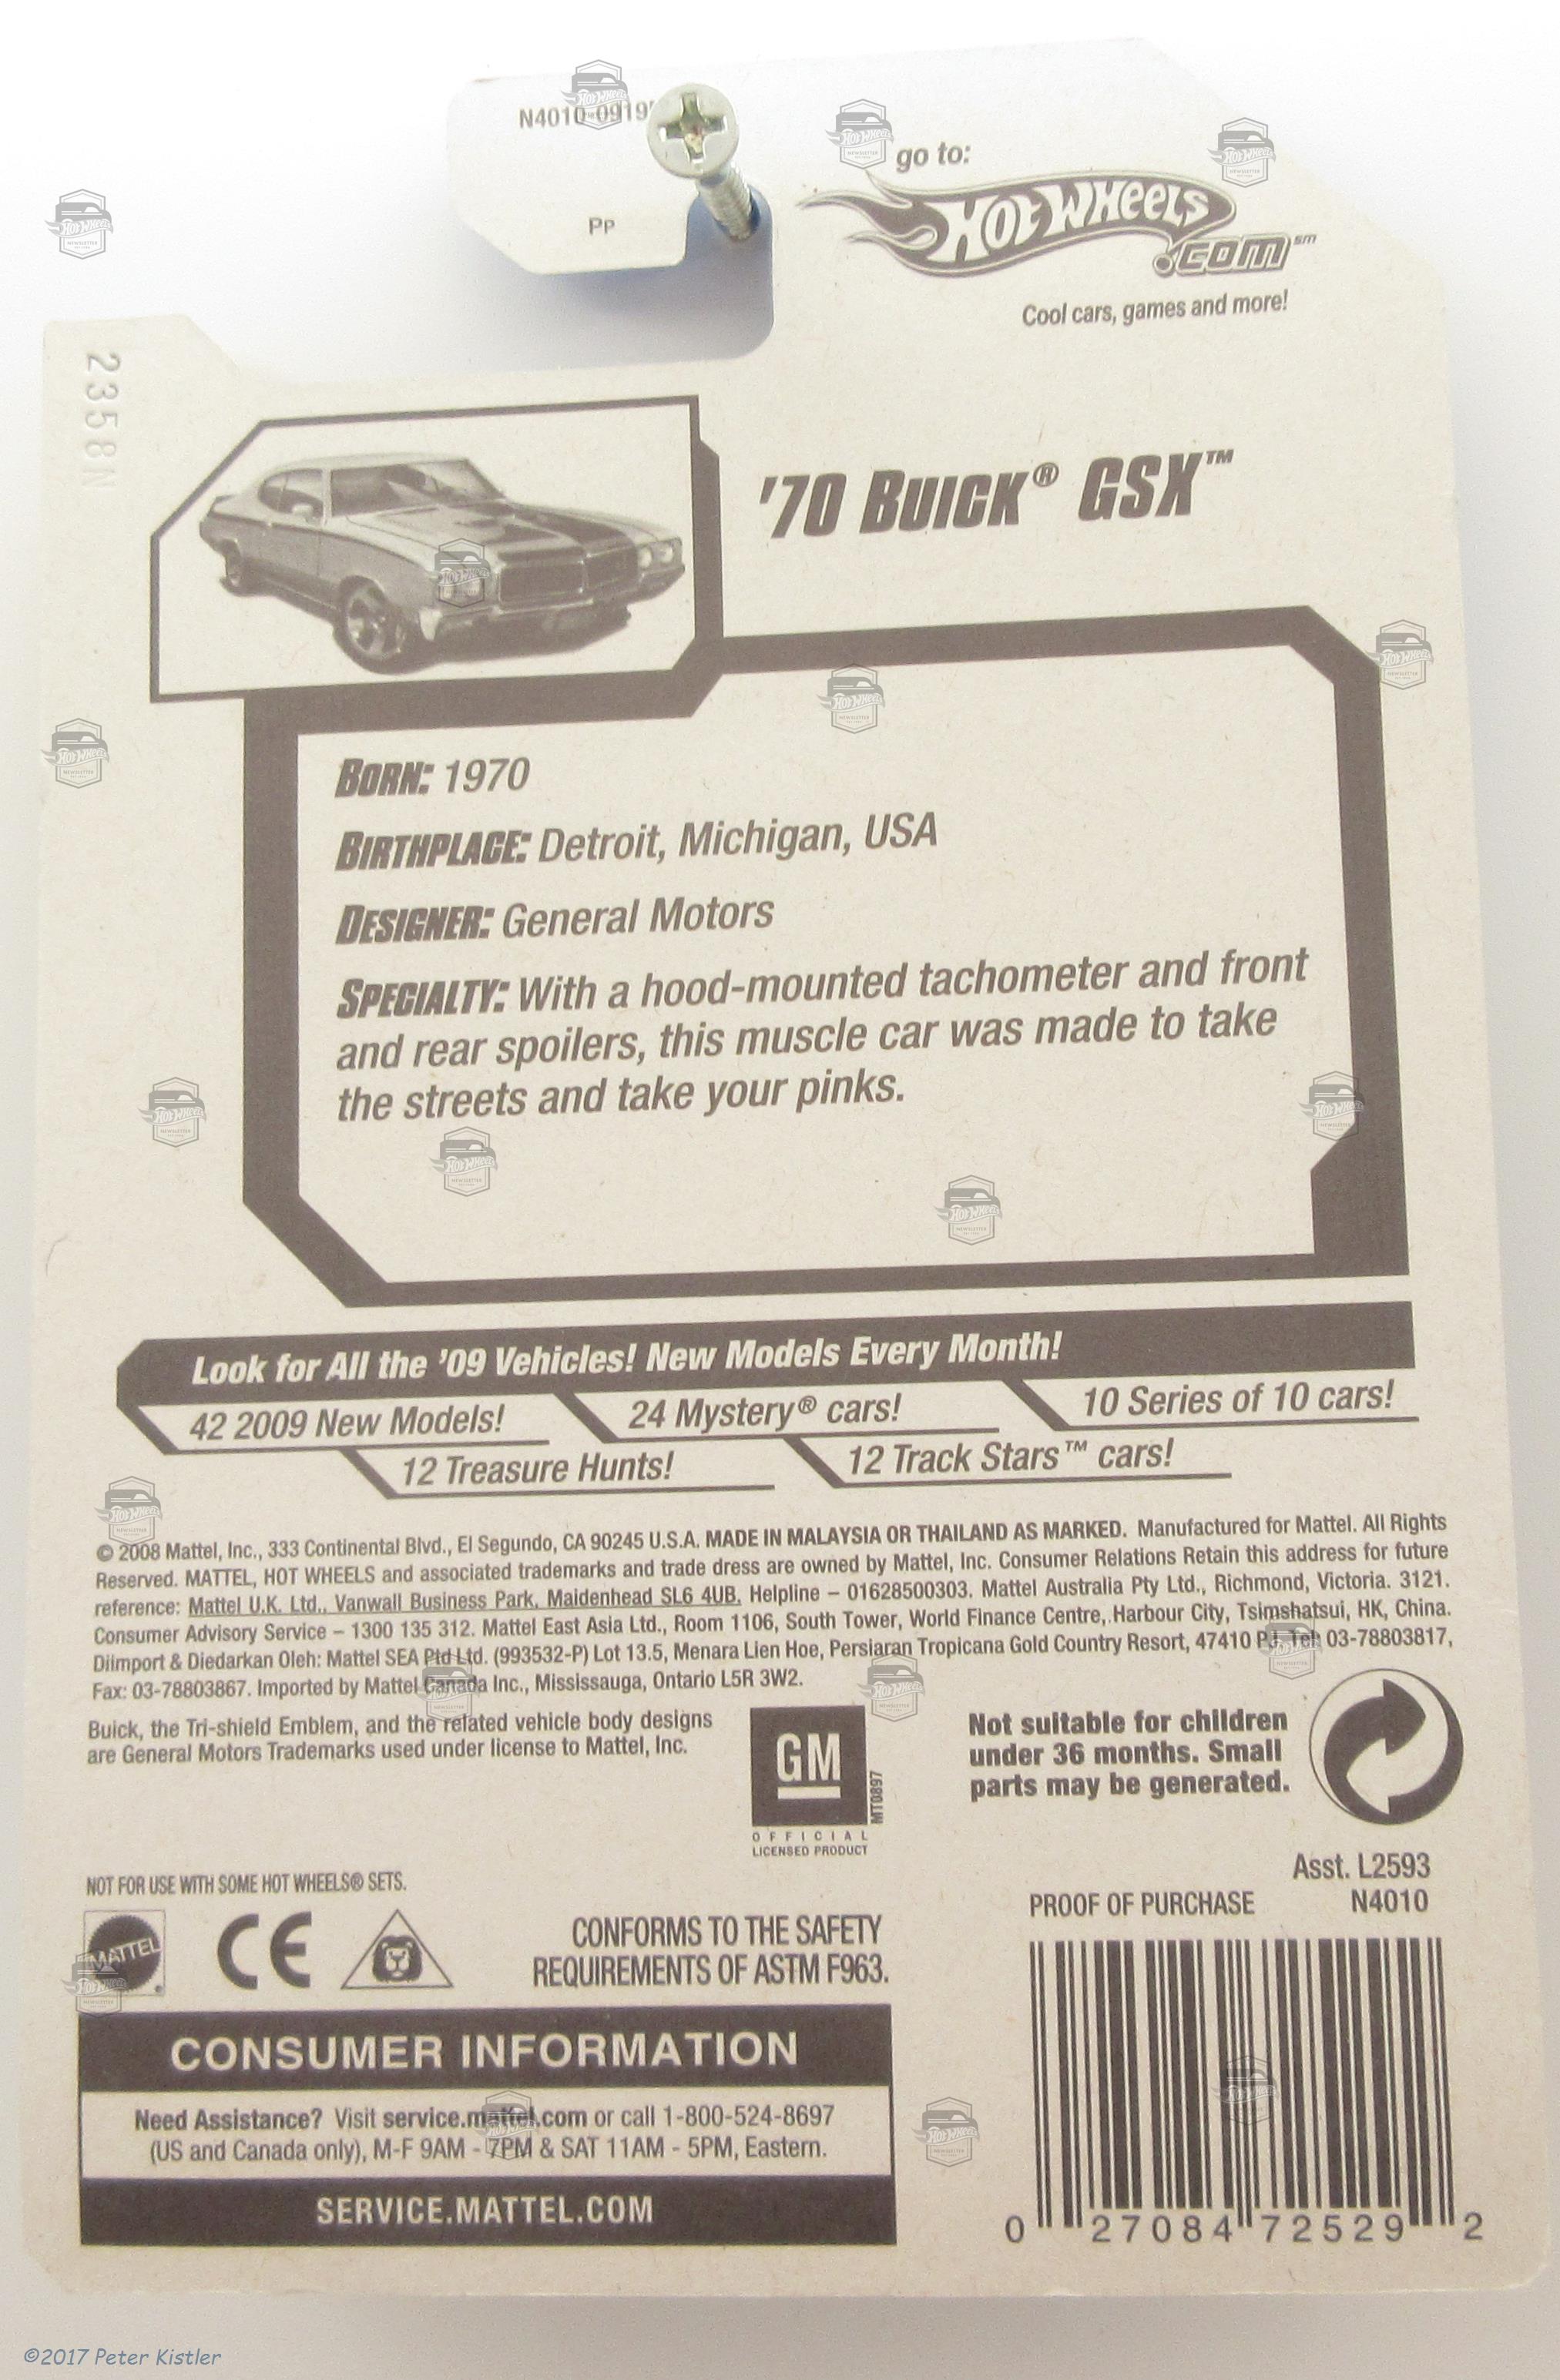 N4010-0919
Pp
go to:
Hot Wheels
.com℠
Cool cars, games and more!
2358N
'70 Buick® GSX™
Born: 1970
Birthplace: Detroit, Michigan, USA
Designer: General Motors
Specialty: With a hood-mounted tachometer and front
and rear spoilers, this muscle car was made to take
the streets and take your pinks.
Look for All the '09 Vehicles! New Models Every Month!
42 2009 New Models!
24 Mystery® cars!
10 Series of 10 cars!
12 Treasure Hunts!
12 Track Stars™ cars!
© 2008 Mattel, Inc., 333 Continental Blvd., El Segundo, CA 90245 U.S.A. MADE IN MALAYSIA OR THAILAND AS MARKED. Manufactured for Mattel. All Rights
Reserved. MATTEL, HOT WHEELS and associated trademarks and trade dress are owned by Mattel, Inc. Consumer Relations Retain this address for future
reference: Mattel U.K. Ltd., Vanwall Business Park, Maidenhead SL6 4UB. Helpline – 01628500303. Mattel Australia Pty Ltd., Richmond, Victoria. 3121.
Consumer Advisory Service – 1300 135 312. Mattel East Asia Ltd., Room 1106, South Tower, World Finance Centre, Harbour City, Tsimshatsui, HK, China.
Diimport & Diedarkan Oleh: Mattel SEA Ptd Ltd. (993532-P) Lot 13.5, Menara Lien Hoe, Persiaran Tropicana Gold Country Resort, 47410 PJ. Tel: 03-78803817,
Fax: 03-78803867. Imported by Mattel Canada Inc., Mississauga, Ontario L5R 3W2.
Buick, the Tri-shield Emblem, and the related vehicle body designs
are General Motors Trademarks used under license to Mattel, Inc.
GM
MT0897
OFFICIAL
LICENSED PRODUCT
Not suitable for children
under 36 months. Small
parts may be generated.
NOT FOR USE WITH SOME HOT WHEELS® SETS.
MATTEL
CE
CONFORMS TO THE SAFETY
REQUIREMENTS OF ASTM F963.
Asst. L2593
PROOF OF PURCHASE N4010
CONSUMER INFORMATION
Need Assistance? Visit service.mattel.com or call 1-800-524-8697
(US and Canada only), M-F 9AM - 7PM & SAT 11AM - 5PM, Eastern.
SERVICE.MATTEL.COM
0 27084 72529 2
©2017 Peter Kistler